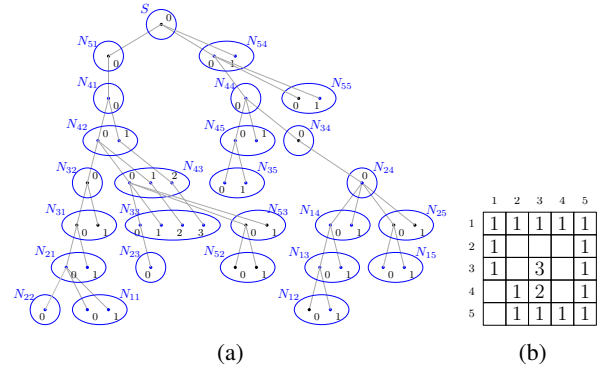 S 0
N51 0 0 1 N54
N41 0 N44 0 0 1 N55
N42 0 1 N45 0 1 0 N34
N32 0 0 1 2 N43 0 1 N35 0 N24
N31 0 1 N33 0 1 2 3 0 1 N53 N14 0 1 0 1 N25
N21 0 1 N23 0 N52 0 1 N13 0 1 0 1 N15
N22 0 0 1 N11 N12 0 1
1 2 3 4 5
1 1 1 1 1 1
2 1 1
3 1 3 1
4 1 2 1
5 1 1 1 1
(a) (b)